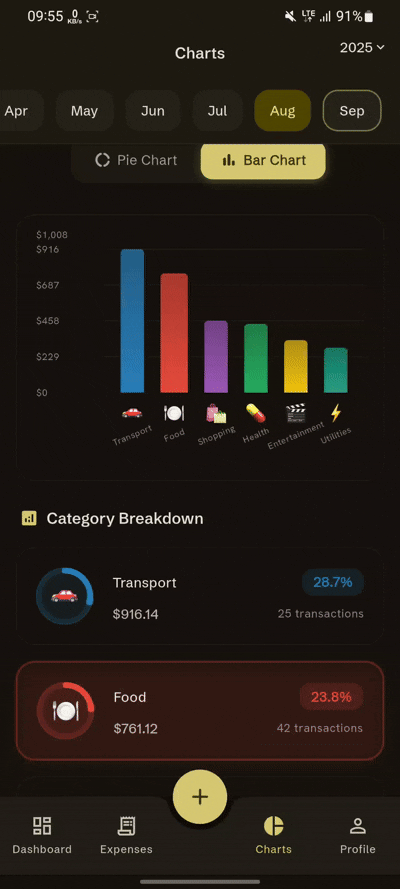 09:55 0 KB/s LTE 91%
Charts
2025
Apr May Jun Jul Aug Sep
Pie Chart Bar Chart
$1,008
$916
$687
$458
$229
$0
Transport Food Shopping Health Entertainment Utilities
Category Breakdown
Transport 28.7%
$916.14 25 transactions
Food 23.8%
$761.12 42 transactions
+
Dashboard Expenses Charts Profile